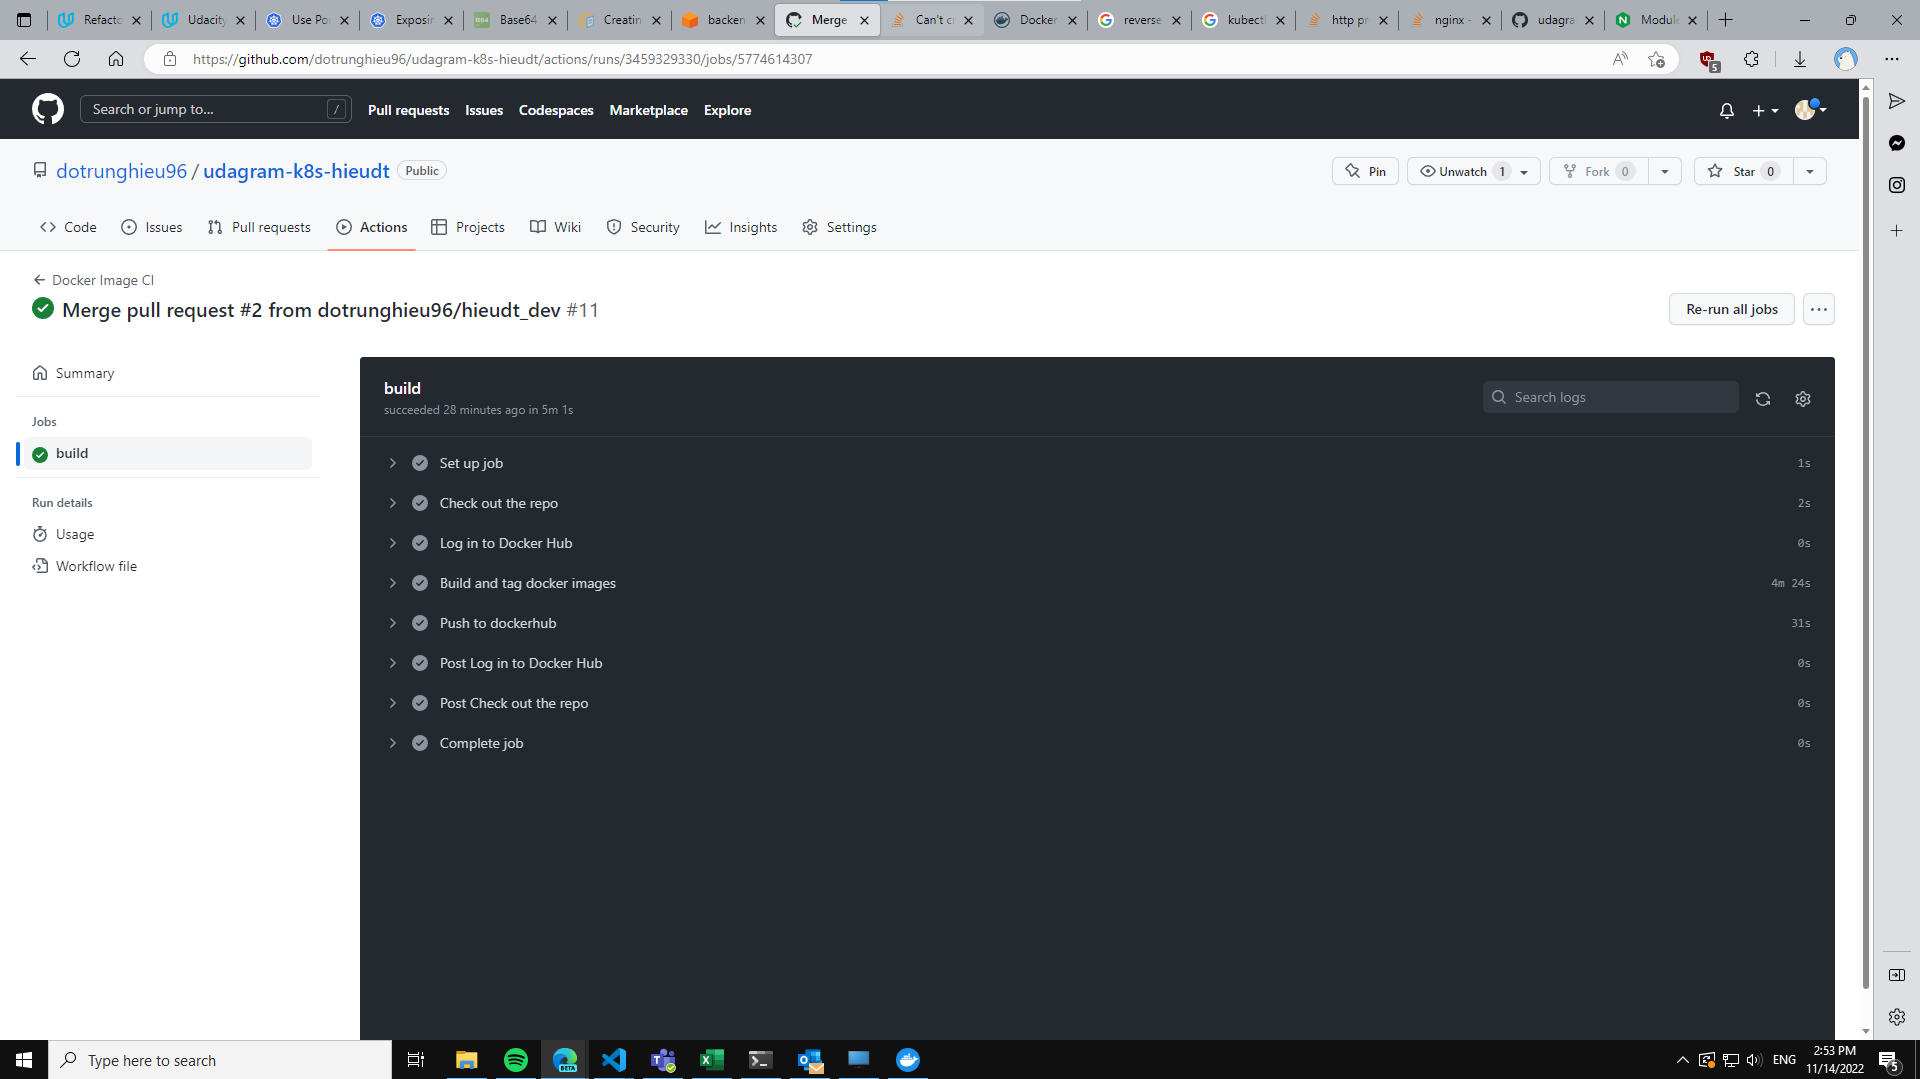 Refacto
Udacity
Use Por
Exposin
Base64
Creatin
backen
Merge
Can't cr
Docker
reverse
kubectl
http pr
nginx -
udagra
Module
https://github.com/dotrunghieu96/udagram-k8s-hieudt/actions/runs/3459329330/jobs/5774614307
5
Search or jump to...
/
Pull requests
Issues
Codespaces
Marketplace
Explore
dotrunghieu96 / udagram-k8s-hieudt
Public
Pin
Unwatch 1
Fork 0
Star 0
Code
Issues
Pull requests
Actions
Projects
Wiki
Security
Insights
Settings
Docker Image CI
Merge pull request #2 from dotrunghieu96/hieudt_dev #11
Re-run all jobs
Summary
Jobs
build
Run details
Usage
Workflow file
build
succeeded 28 minutes ago in 5m 1s
Search logs
Set up job 1s
Check out the repo 2s
Log in to Docker Hub 0s
Build and tag docker images 4m 24s
Push to dockerhub 31s
Post Log in to Docker Hub 0s
Post Check out the repo 0s
Complete job 0s
Type here to search
BETA
ENG
2:53 PM
11/14/2022
5